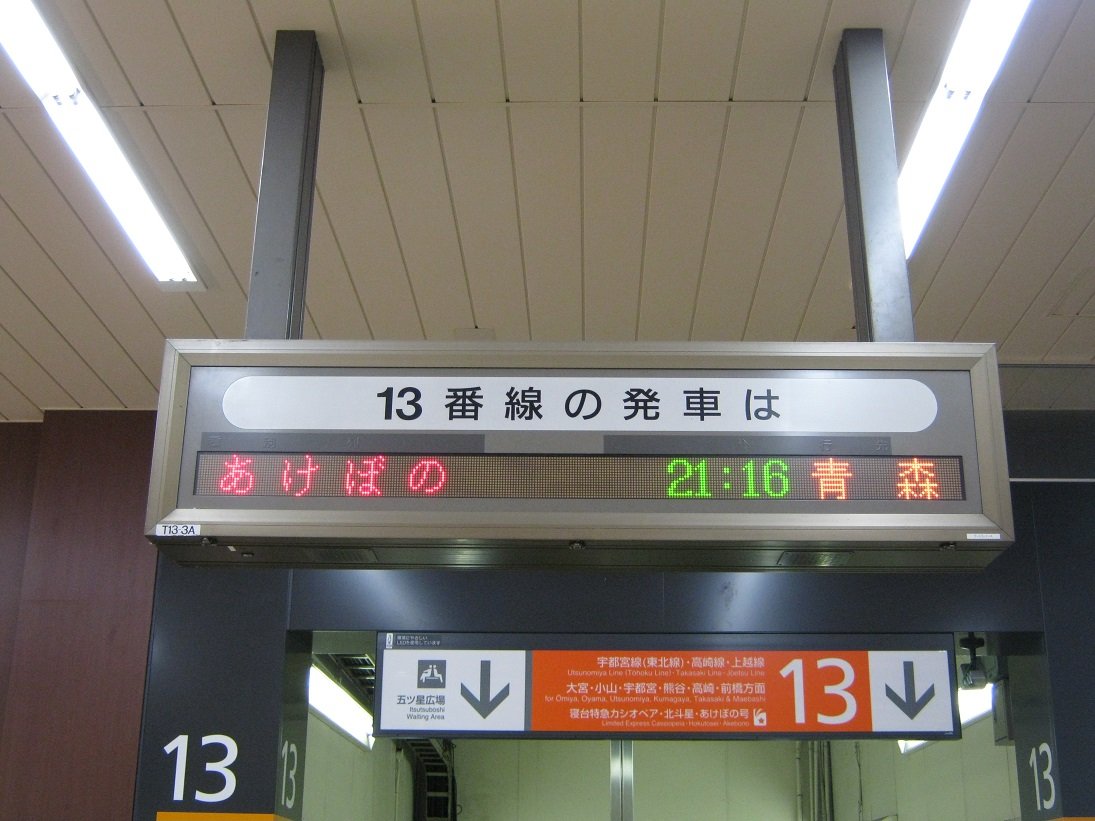 13番線の発車は
あけぼの 21:16 青森
T13-3A
五ツ星広場
Itsutsuboshi
Waiting Area
宇都宮線(東北線)・高崎線・上越線
Utsunomiya Line (Tohoku Line)・Takasaki Line・Joetsu Line
大宮・小山・宇都宮・熊谷・高崎・前橋方面
for Omiya, Oyama, Utsunomiya, Kumagaya, Takasaki & Maebashi
寝台特急カシオペア・北斗星・あけぼの号
Limited Express Cassiopeia・Hokutosei・Akebono
13
13
13
13